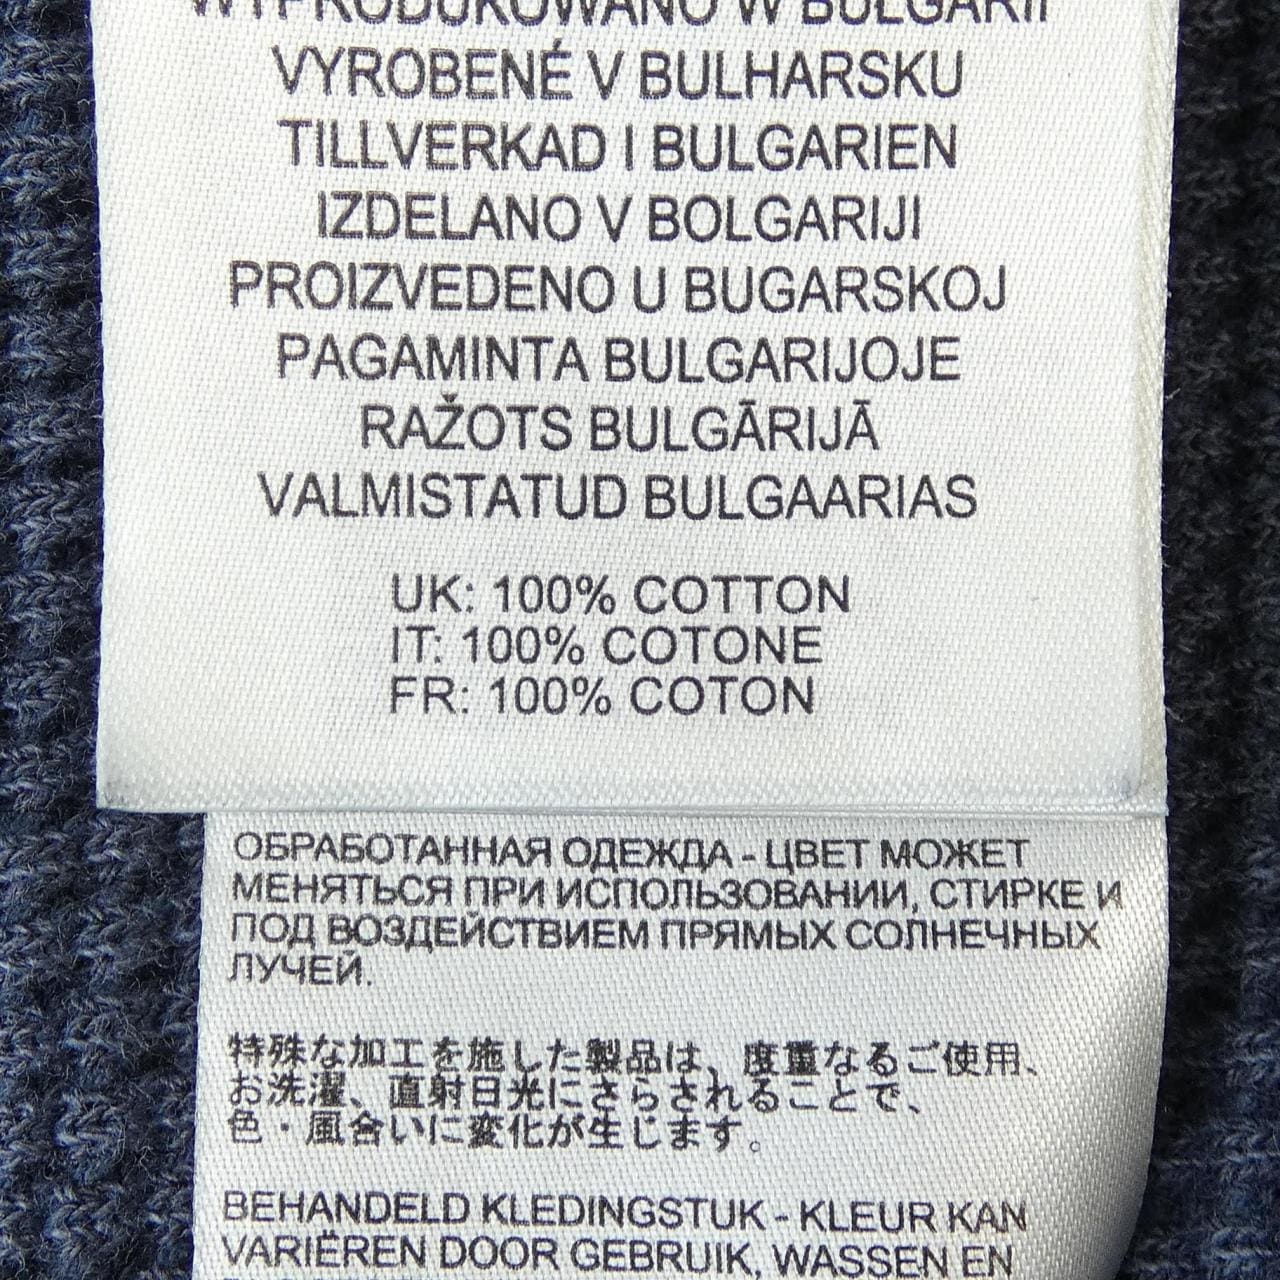 WYPRODUKOWANO W BULGARII
VYROBENÉ V BULHARSKU
TILLVERKAD I BULGARIEN
IZDELANO V BOLGARIJI
PROIZVEDENO U BUGARSKOJ
PAGAMINTA BULGARIJOJE
RAŽOTS BULGĀRIJĀ
VALMISTATUD BULGAARIAS
UK: 100% COTTON
IT: 100% COTONE
FR: 100% COTON
ОБРАБОТАННАЯ ОДЕЖДА - ЦВЕТ МОЖЕТ
МЕНЯТЬСЯ ПРИ ИСПОЛЬЗОВАНИИ, СТИРКЕ И
ПОД ВОЗДЕЙСТВИЕМ ПРЯМЫХ СОЛНЕЧНЫХ
ЛУЧЕЙ.
特殊な加工を施した製品は、度重なるご使用、
お洗濯、直射日光にさらされることで、
色・風合いに変化が生じます。
BEHANDELD KLEDINGSTUK - KLEUR KAN
VARIËREN DOOR GEBRUIK, WASSEN EN